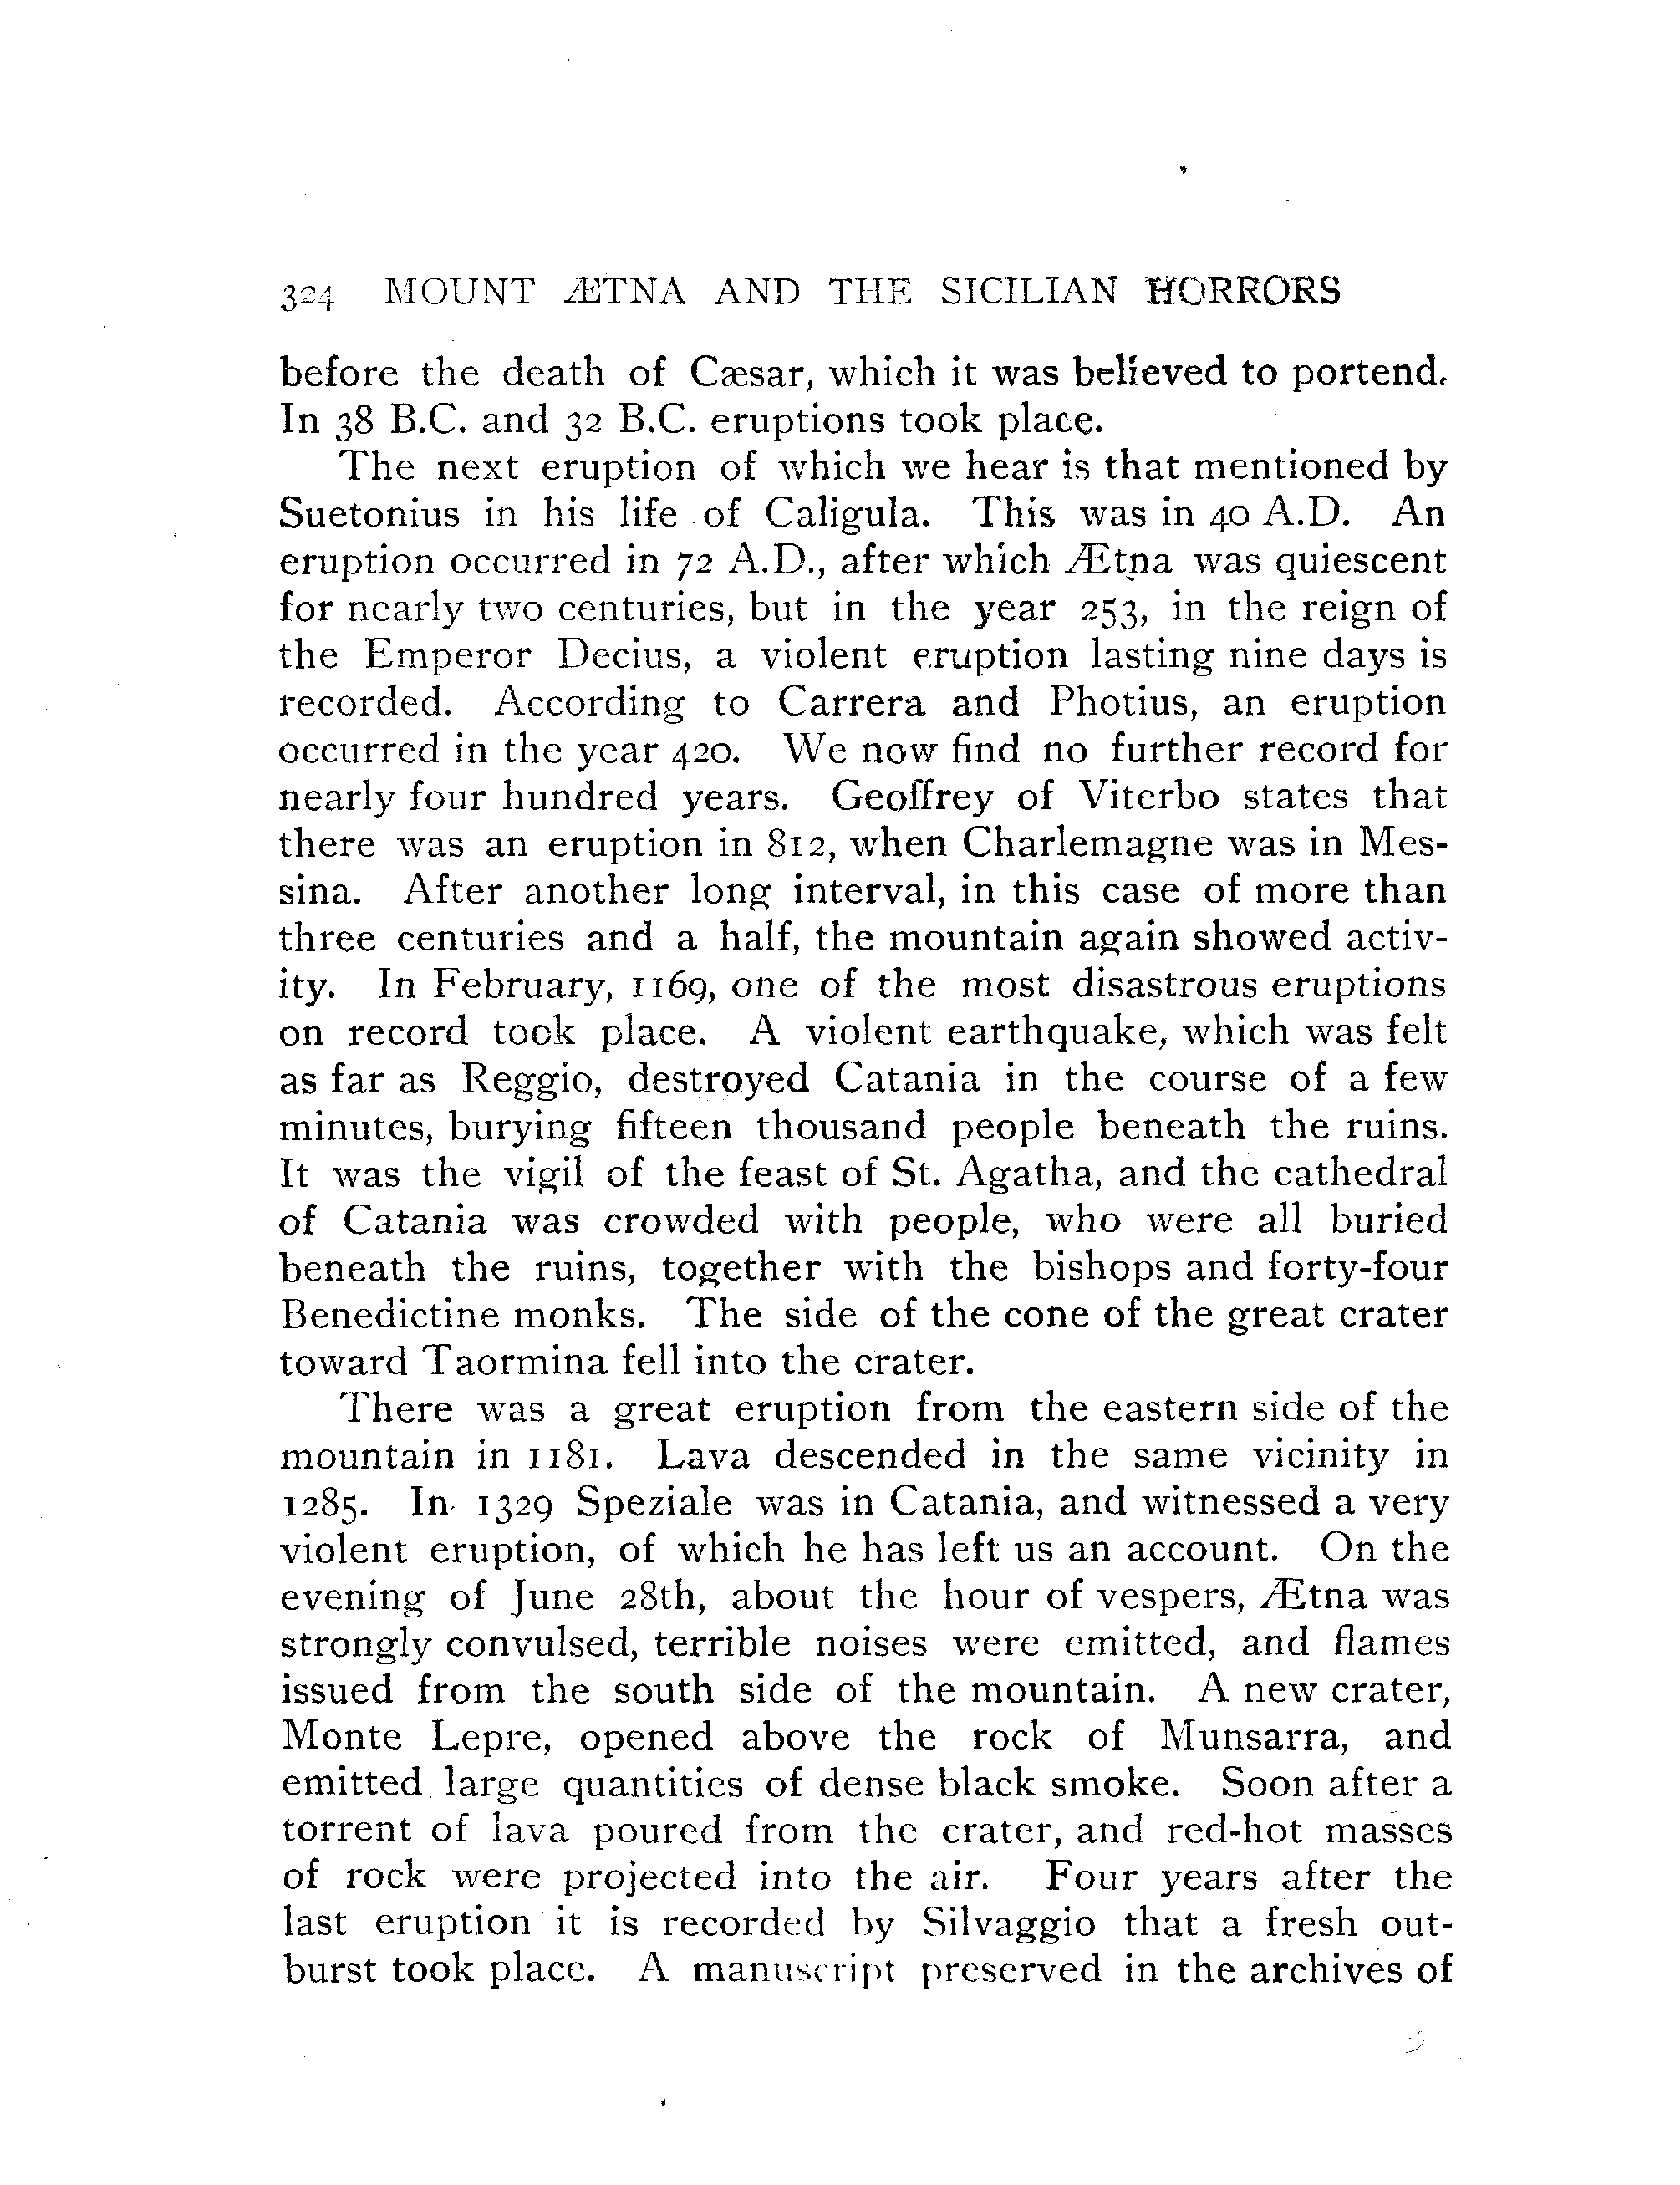 324 MOUNT ÆTNA AND THE SICILIAN HORRORS
before the death of Cæsar, which it was believed to portend.
In 38 B.C. and 32 B.C. eruptions took place.
The next eruption of which we hear is that mentioned by
Suetonius in his life of Caligula. This was in 40 A.D. An
eruption occurred in 72 A.D., after which Ætna was quiescent
for nearly two centuries, but in the year 253, in the reign of
the Emperor Decius, a violent eruption lasting nine days is
recorded. According to Carrera and Photius, an eruption
occurred in the year 420. We now find no further record for
nearly four hundred years. Geoffrey of Viterbo states that
there was an eruption in 812, when Charlemagne was in Mes-
sina. After another long interval, in this case of more than
three centuries and a half, the mountain again showed activ-
ity. In February, 1169, one of the most disastrous eruptions
on record took place. A violent earthquake, which was felt
as far as Reggio, destroyed Catania in the course of a few
minutes, burying fifteen thousand people beneath the ruins.
It was the vigil of the feast of St. Agatha, and the cathedral
of Catania was crowded with people, who were all buried
beneath the ruins, together with the bishops and forty-four
Benedictine monks. The side of the cone of the great crater
toward Taormina fell into the crater.
There was a great eruption from the eastern side of the
mountain in 1181. Lava descended in the same vicinity in
1285. In 1329 Speziale was in Catania, and witnessed a very
violent eruption, of which he has left us an account. On the
evening of June 28th, about the hour of vespers, Ætna was
strongly convulsed, terrible noises were emitted, and flames
issued from the south side of the mountain. A new crater,
Monte Lepre, opened above the rock of Munsarra, and
emitted large quantities of dense black smoke. Soon after a
torrent of lava poured from the crater, and red-hot masses
of rock were projected into the air. Four years after the
last eruption it is recorded by Silvaggio that a fresh out-
burst took place. A manuscript preserved in the archives of